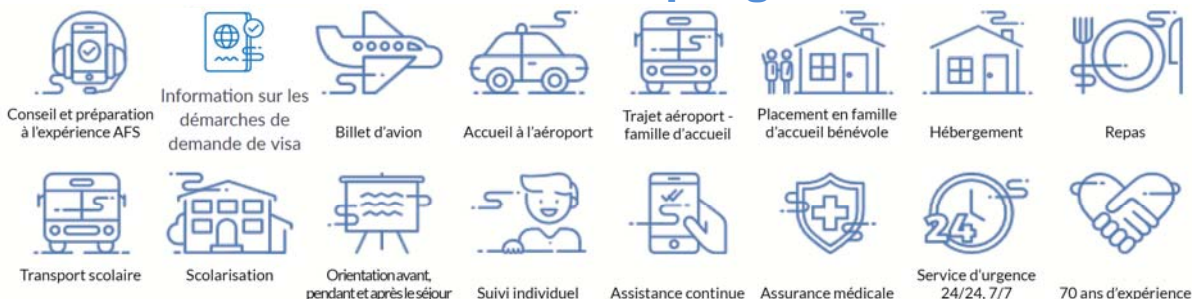 Conseil et préparation
à l'expérience AFS
Information sur les
démarches de
demande de visa
Billet d'avion
Accueil à l'aéroport
Trajet aéroport -
famille d'accueil
Placement en famille
d'accueil bénévole
Hébergement
Repas
Transport scolaire
Scolarisation
Orientation avant,
pendant et après le séjour
Suivi individuel
Assistance continue
Assurance médicale
24
Service d'urgence
24/24, 7/7
70 ans d'expérience